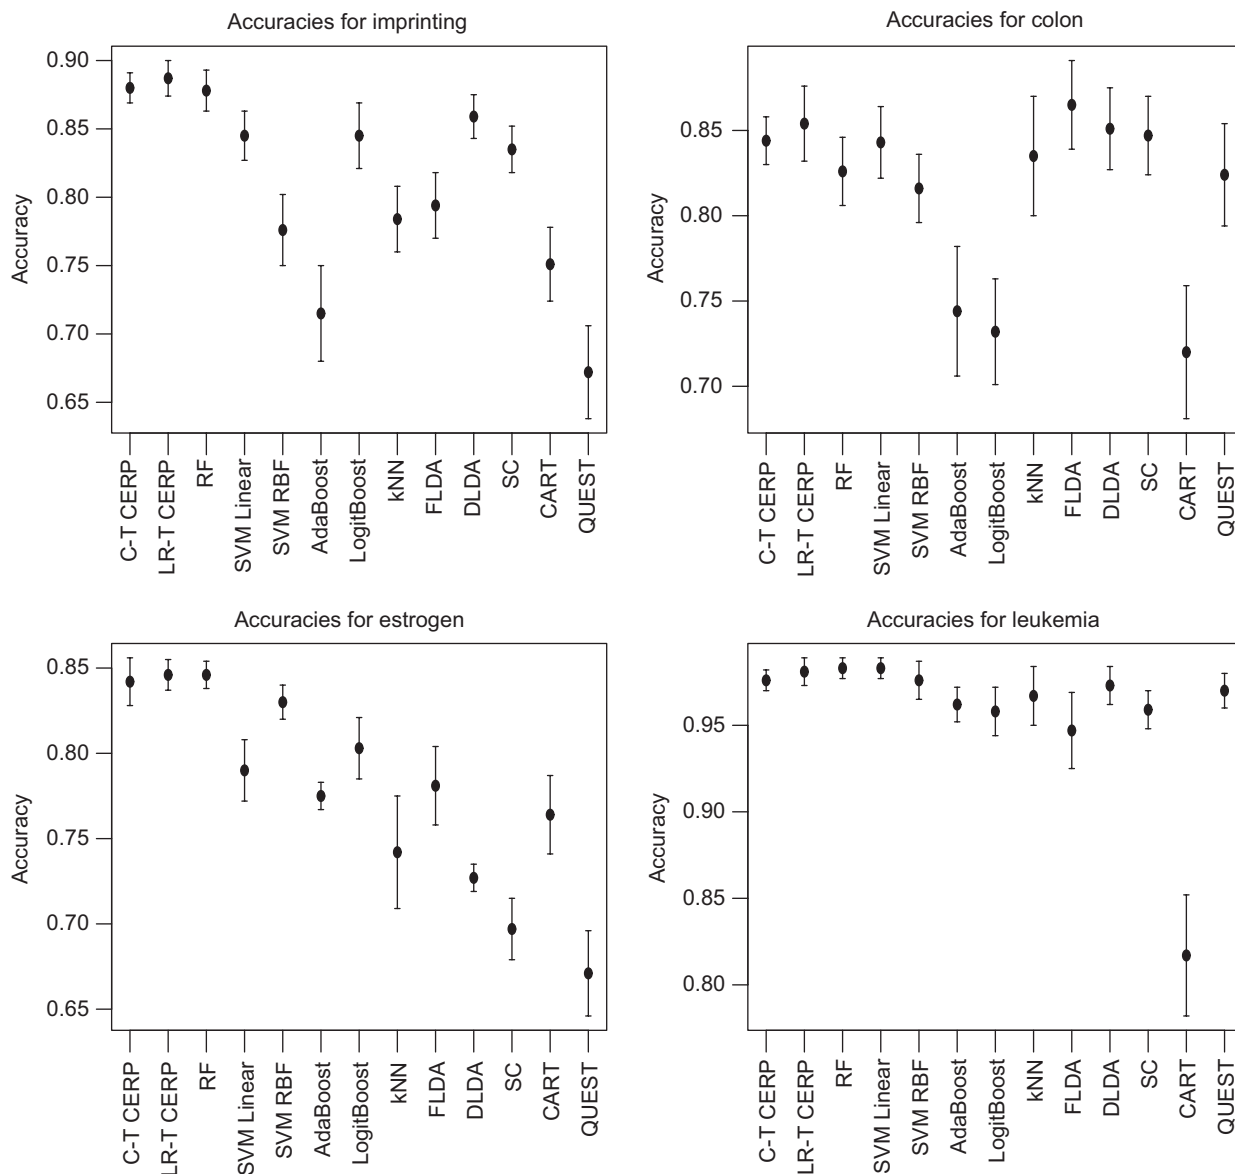 Accuracies for imprinting
Accuracy
0.90
0.85
0.80
0.75
0.70
0.65
C-T CERP
LR-T CERP
RF
SVM Linear
SVM RBF
AdaBoost
LogitBoost
kNN
FLDA
DLDA
SC
CART
QUEST
Accuracies for colon
Accuracy
0.85
0.80
0.75
0.70
C-T CERP
LR-T CERP
RF
SVM Linear
SVM RBF
AdaBoost
LogitBoost
kNN
FLDA
DLDA
SC
CART
QUEST
Accuracies for estrogen
Accuracy
0.85
0.80
0.75
0.70
0.65
C-T CERP
LR-T CERP
RF
SVM Linear
SVM RBF
AdaBoost
LogitBoost
kNN
FLDA
DLDA
SC
CART
QUEST
Accuracies for leukemia
Accuracy
0.95
0.90
0.85
0.80
C-T CERP
LR-T CERP
RF
SVM Linear
SVM RBF
AdaBoost
LogitBoost
kNN
FLDA
DLDA
SC
CART
QUEST